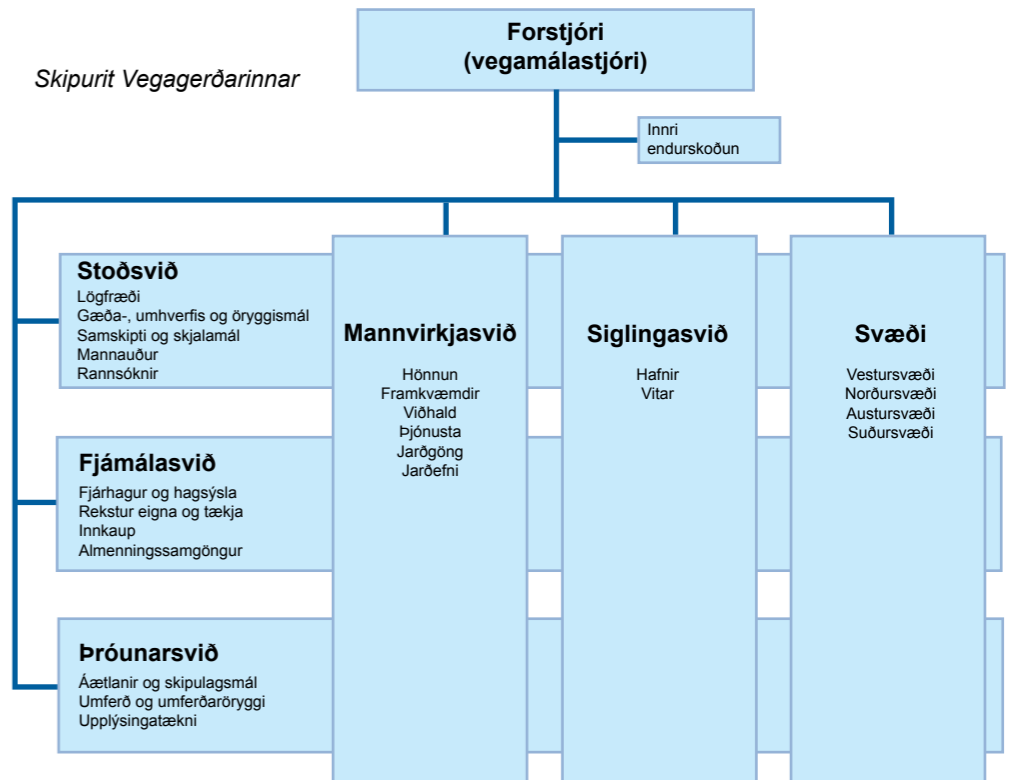 Forstjóri
(vegamálastjóri)
Skipurit Vegagerðarinnar
Innri
endurskoðun
Stoðsvið
Lögfræði
Gæða-, umhverfis og öryggismál
Samskipti og skjalamál
Mannauður
Rannsóknir
Mannvirkjasvið
Hönnun
Framkvæmdir
Viðhald
Þjónusta
Jarðgöng
Jarðefni
Siglingasvið
Hafnir
Vitar
Svæði
Vestursvæði
Norðursvæði
Austursvæði
Suðursvæði
Fjámálasvið
Fjárhagur og hagsýsla
Rekstur eigna og tækja
Innkaup
Almenningssamgöngur
Þróunarsvið
Áætlanir og skipulagsmál
Umferð og umferðaröryggi
Upplýsingatækni